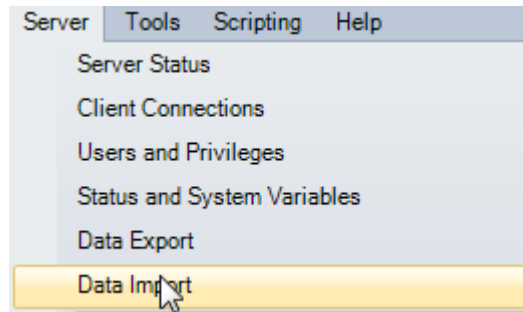 Server Tools Scripting Help
Server Status
Client Connections
Users and Privileges
Status and System Variables
Data Export
Data Import